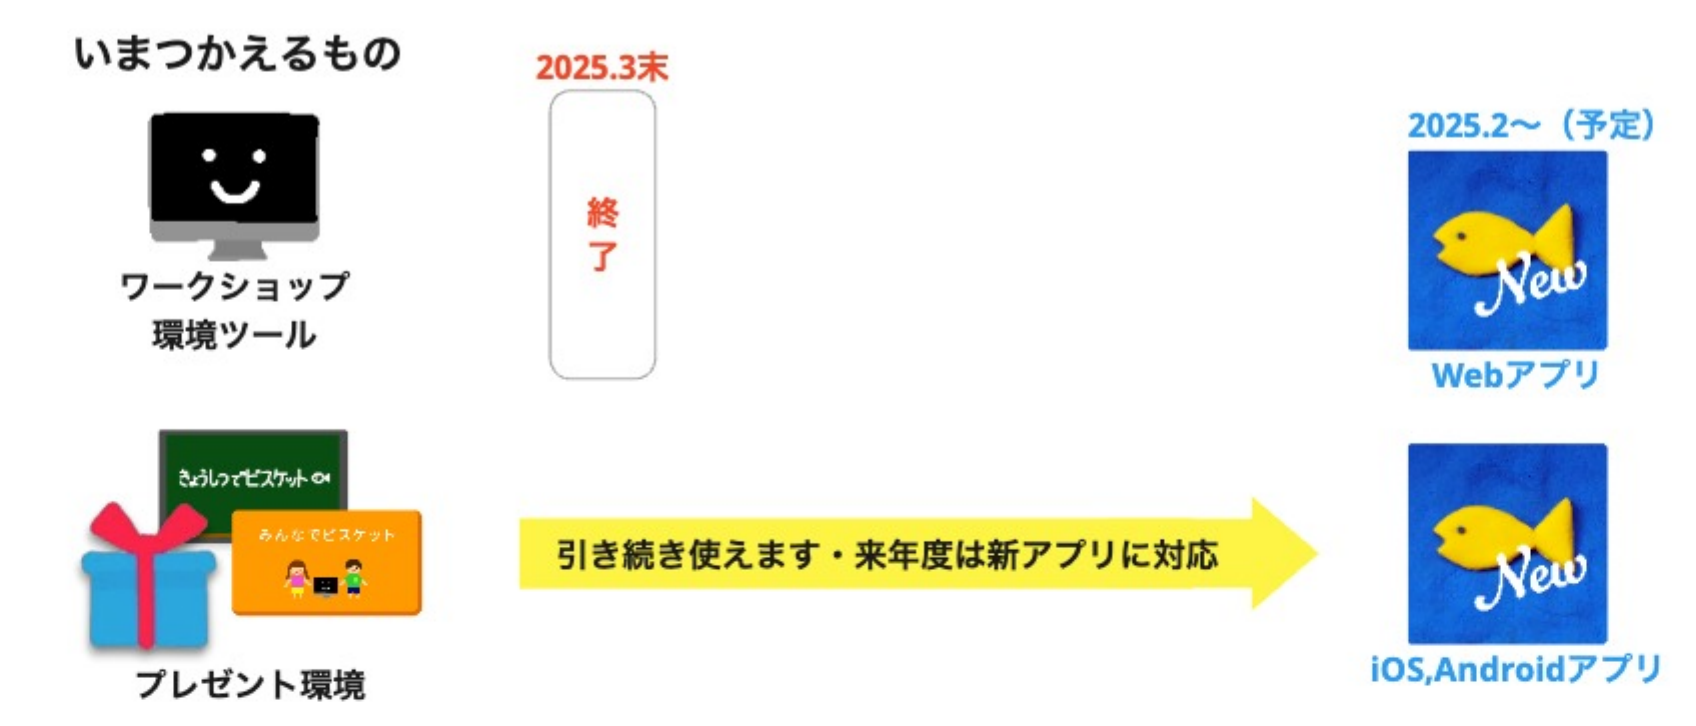 いまつかえるもの
2025.3末
終了
2025.2～（予定）
New
Webアプリ
ワークショップ
環境ツール
きょうしつでビスケット
みんなでビスケット
引き続き使えます・来年度は新アプリに対応
New
プレゼント環境
iOS,Androidアプリ